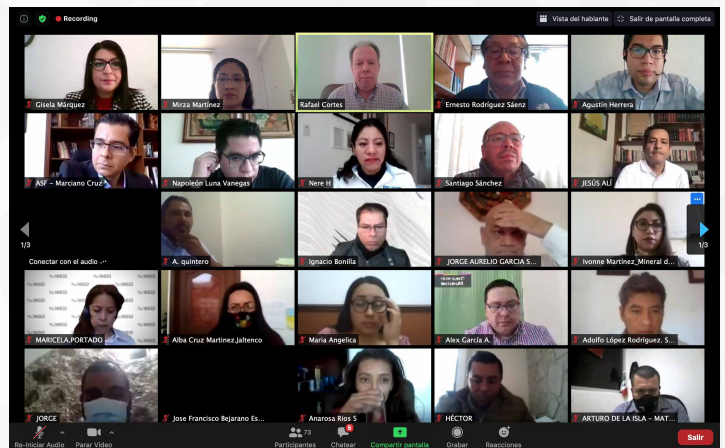 Recording
Vista del hablante
Salir de pantalla completa
Gisela Márquez
Mirza Martínez
Rafael Cortes
Ernesto Rodríguez Sáenz
Agustín Herrera
ASF - Marciano Cruz
Napoleón Luna Vanegas
Nere H
Santiago Sánchez
JESÚS ALÍ
1/3
1/3
Conectar con el audio ...
A. quintero
Ignacio Bonilla
JORGE AURELIO GARCIA S...
Ivonne Martínez_Mineral d...
MARICELA.PORTADO
Alba Cruz Martinez.Jaltenco
Maria Angelica
Alex García A.
Adolfo López Rodríguez. S...
JORGE
Jose Francisco Bejarano Es...
Anarosa Rios S
HÉCTOR
ARTURO DE LA ISLA - MAT...
73
5
Re-Iniciar Audio
Parar Video
Participantes
Chatear
Compartir pantalla
Grabar
Reacciones
Salir